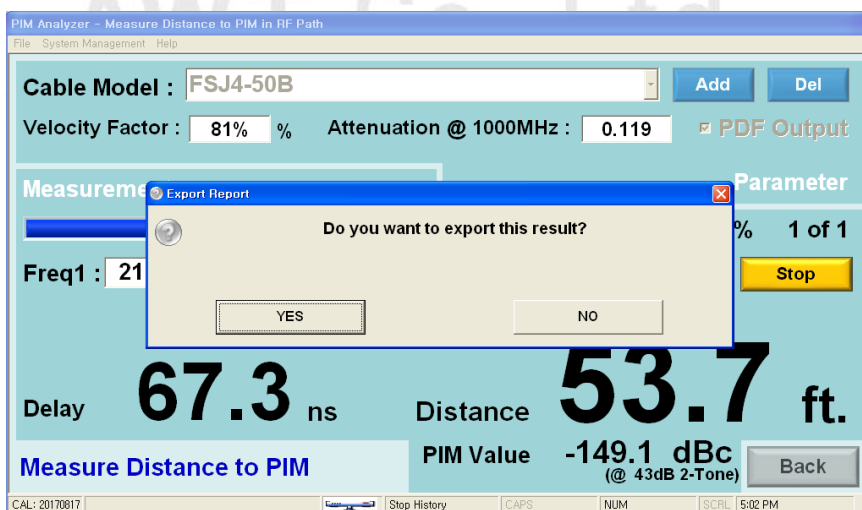 PIM Analyzer - Measure Distance to PIM in RF Path
File System Management Help
Cable Model : FSJ4-50B Add Del
Velocity Factor : 81% % Attenuation @ 1000MHz : 0.119 PDF Output
Parameter
Export Report
Do you want to export this result?
% 1 of 1
Freq1 : 21 Stop
YES NO
Delay 67.3 ns Distance 53.7 ft.
Measure Distance to PIM PIM Value -149.1 dBc
(@ 43dB 2-Tone) Back
CAL: 20170817 Stop History CAPS NUM SCRL 5:02 PM